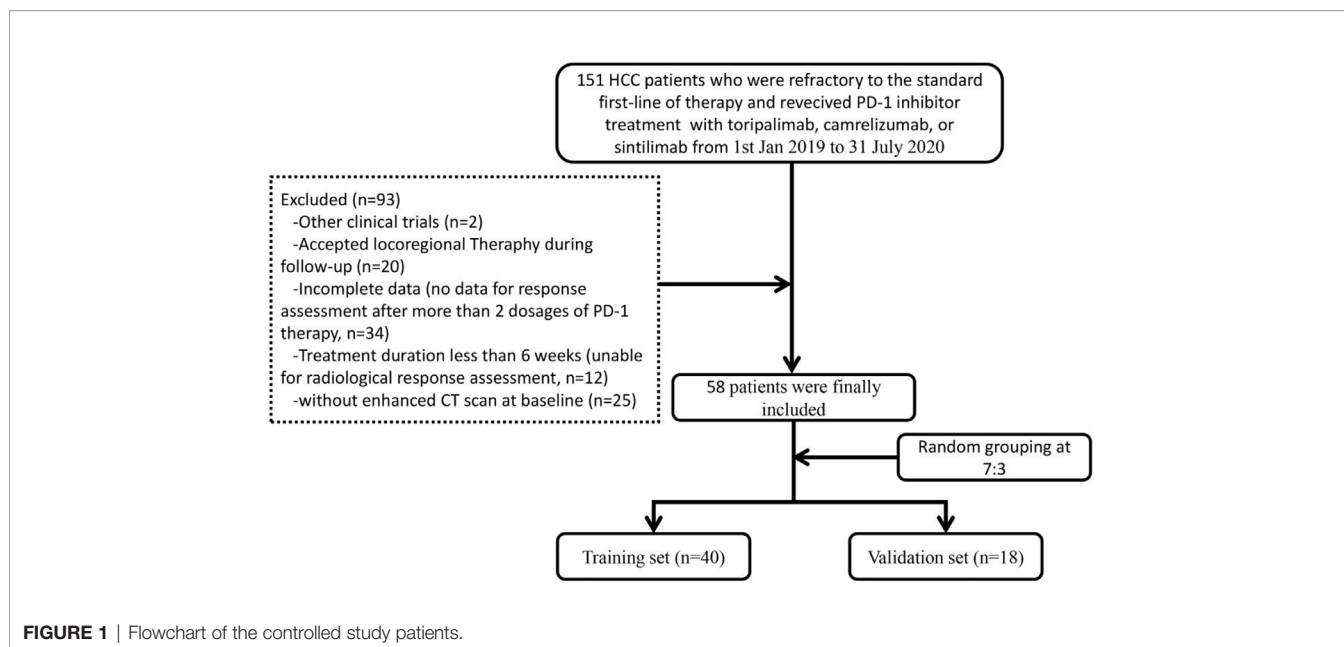 151 HCC patients who were refractory to the standard
first-line of therapy and revecived PD-1 inhibitor
treatment with toripalimab, camrelizumab, or
sintilimab from 1st Jan 2019 to 31 July 2020
Excluded (n=93)
-Other clinical trials (n=2)
-Accepted locoregional Theraphy during
follow-up (n=20)
-Incomplete data (no data for response
assessment after more than 2 dosages of PD-1
therapy, n=34)
-Treatment duration less than 6 weeks (unable
for radiological response assessment, n=12)
-without enhanced CT scan at baseline (n=25)
58 patients were finally
included
Random grouping at
7:3
Training set (n=40)
Validation set (n=18)
FIGURE 1 | Flowchart of the controlled study patients.